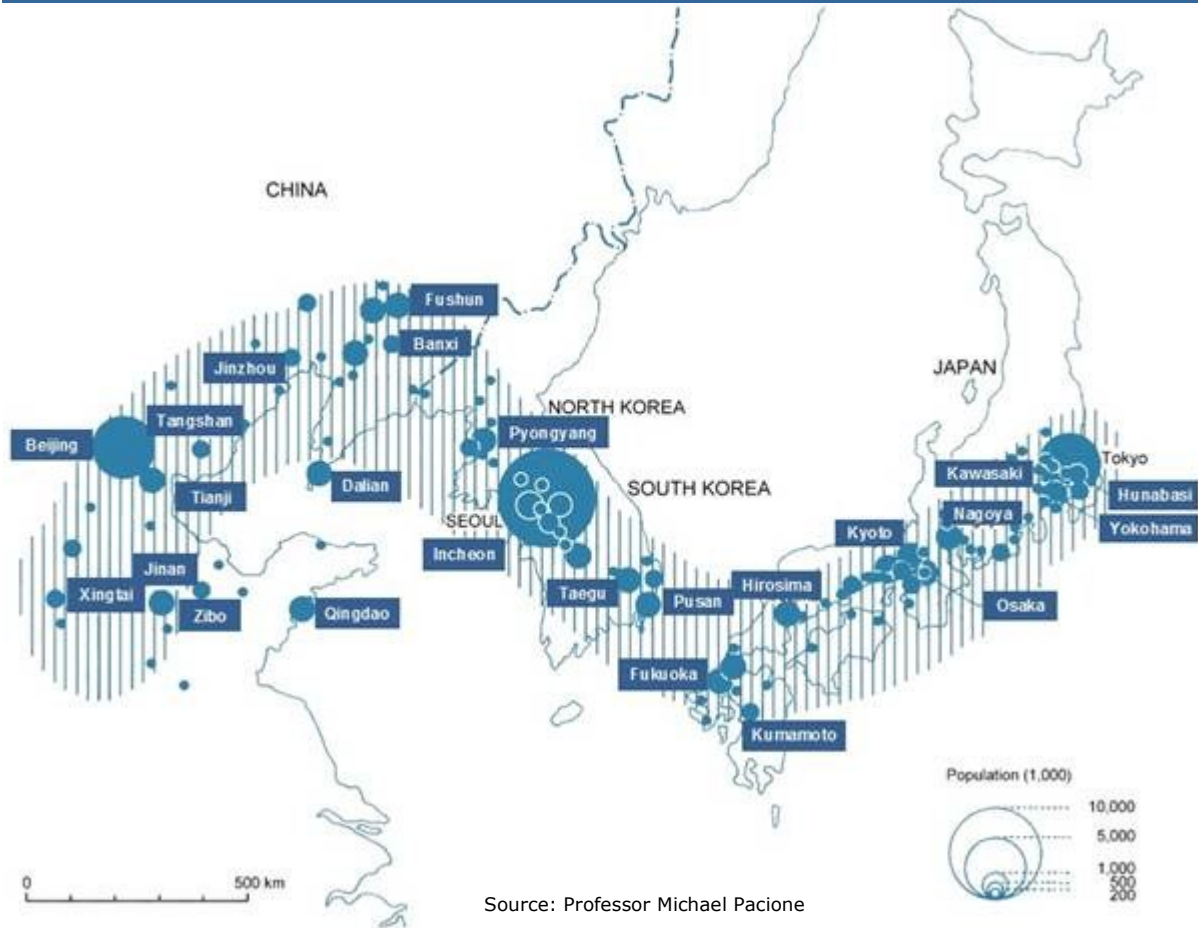 CHINA
Fushun
Banxi
Jinzhou
JAPAN
NORTH KOREA
Tangshan
Pyongyang
Beijing
Tokyo
Kawasaki
Dalian
SOUTH KOREA
Tianji
Hunabasi
SEOUL
Nagoya
Yokohama
Kyoto
Incheon
Jinan
Hirosima
Xingtai
Taegu
Pusan
Osaka
Zibo
Qingdao
Fukuoka
Kumamoto
Population (1,000)
10,000
5,000
1,000
500
200
0 500 km
Source: Professor Michael Pacione